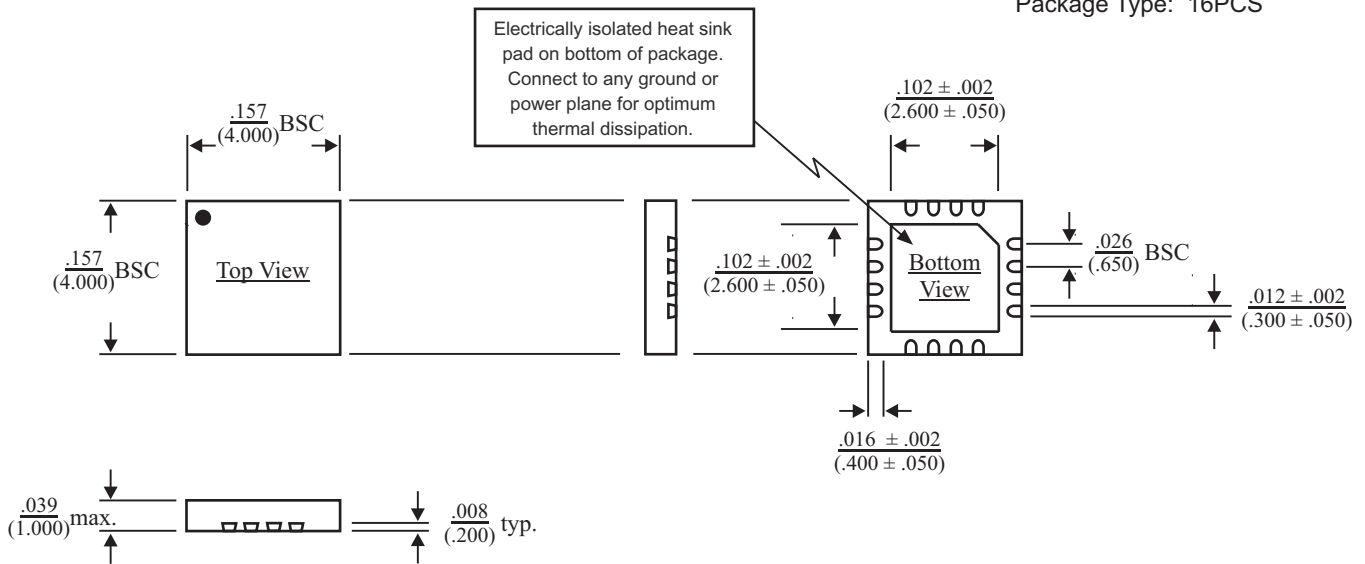 Package Type: 16PCS
Electrically isolated heat sink
pad on bottom of package.
Connect to any ground or
power plane for optimum
thermal dissipation.
.102 ± .002
(2.600 ± .050)
.157
(4.000)
BSC
.157
(4.000)
BSC
Top View
.102 ± .002
(2.600 ± .050)
Bottom
View
.026
(.650)
BSC
.012 ± .002
(.300 ± .050)
.016 ± .002
(.400 ± .050)
.039
(1.000)
max.
.008
(.200)
typ.